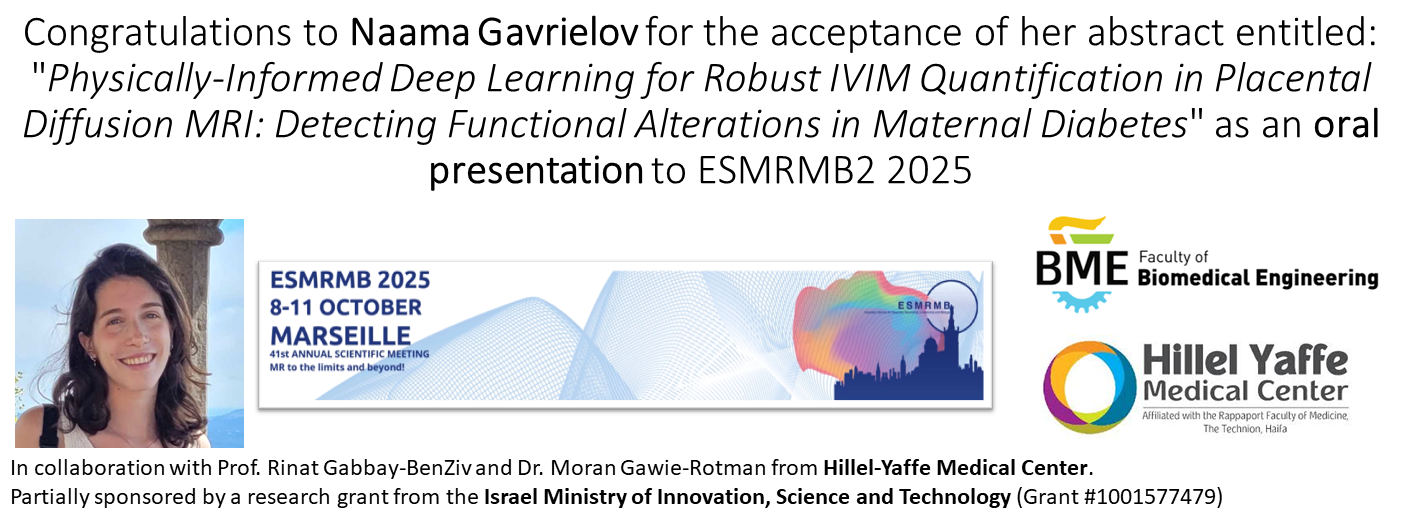 Congratulations to Naama Gavrielov for the acceptance of her abstract entitled:
"Physically-Informed Deep Learning for Robust IVIM Quantification in Placental
Diffusion MRI: Detecting Functional Alterations in Maternal Diabetes" as an oral
presentation to ESMRMB2 2025
ESMRMB 2025
8-11 OCTOBER
MARSEILLE
41st ANNUAL SCIENTIFIC MEETING
MR to the limits and beyond!
ESMRMB
BME Faculty of
Biomedical Engineering
Hillel Yaffe
Medical Center
Affiliated with the Rappaport Faculty of Medicine,
The Technion, Haifa
In collaboration with Prof. Rinat Gabbay-BenZiv and Dr. Moran Gawie-Rotman from Hillel-Yaffe Medical Center.
Partially sponsored by a research grant from the Israel Ministry of Innovation, Science and Technology (Grant #1001577479)